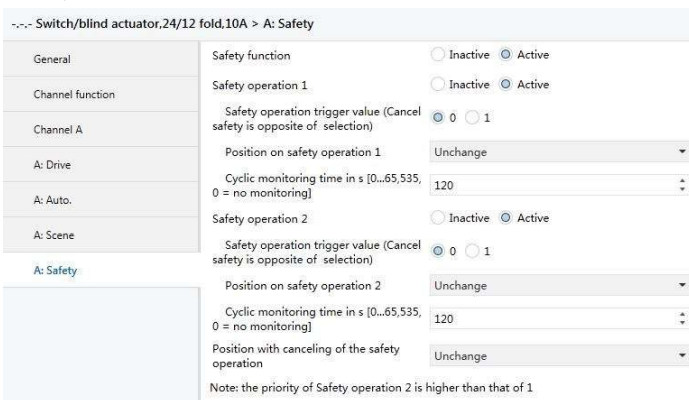 -.-.- Switch/blind actuator,24/12 fold,10A > A: Safety
General
Channel function
Channel A
A: Drive
A: Auto.
A: Scene
A: Safety
Safety function
Inactive Active
Safety operation 1
Inactive Active
Safety operation trigger value (Cancel
safety is opposite of selection)
0 1
Position on safety operation 1
Unchange
Cyclic monitoring time in s [0...65,535,
0 = no monitoring]
120
Safety operation 2
Inactive Active
Safety operation trigger value (Cancel
safety is opposite of selection)
0 1
Position on safety operation 2
Unchange
Cyclic monitoring time in s [0...65,535,
0 = no monitoring]
120
Position with canceling of the safety
operation
Unchange
Note: the priority of Safety operation 2 is higher than that of 1